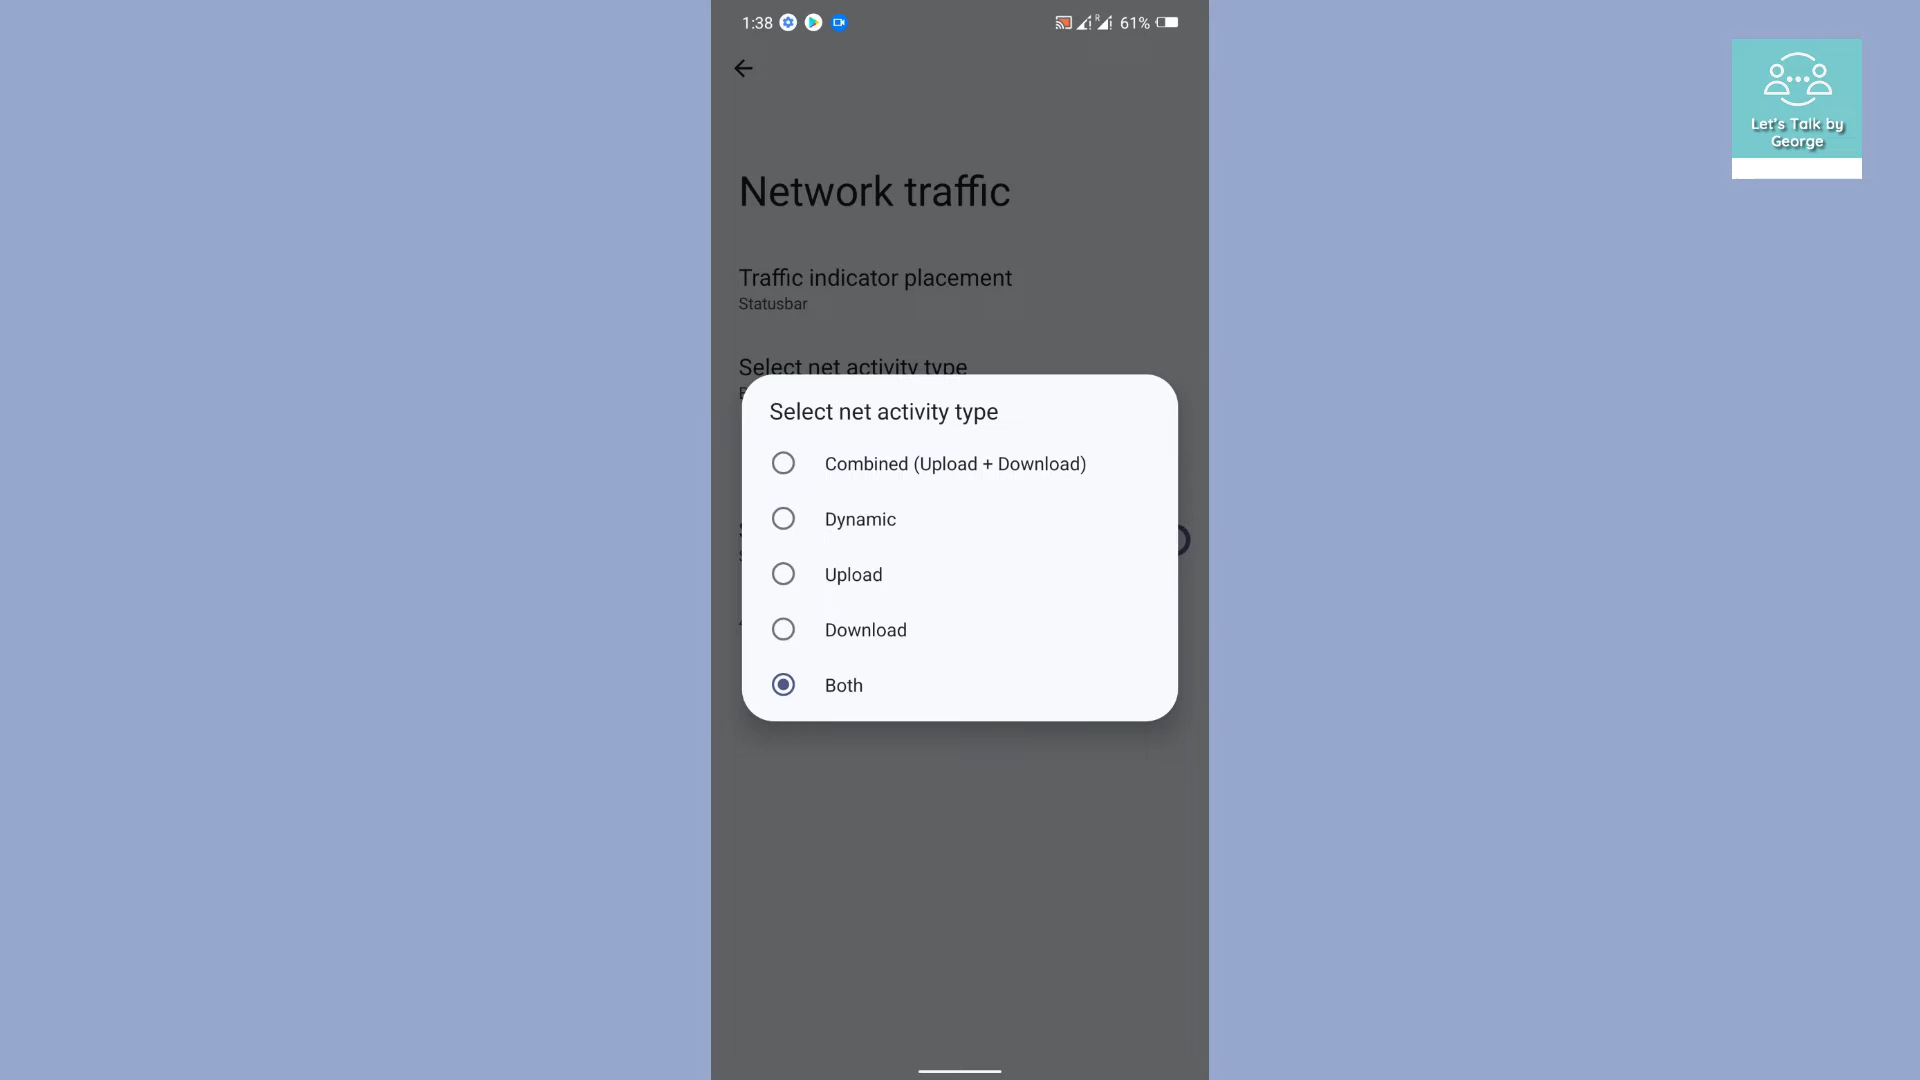 1:38
R
61%
Let's Talk by
George
Network traffic
Traffic indicator placement
Statusbar
Select net activity type
Select net activity type
Combined (Upload + Download)
Dynamic
Upload
Download
Both